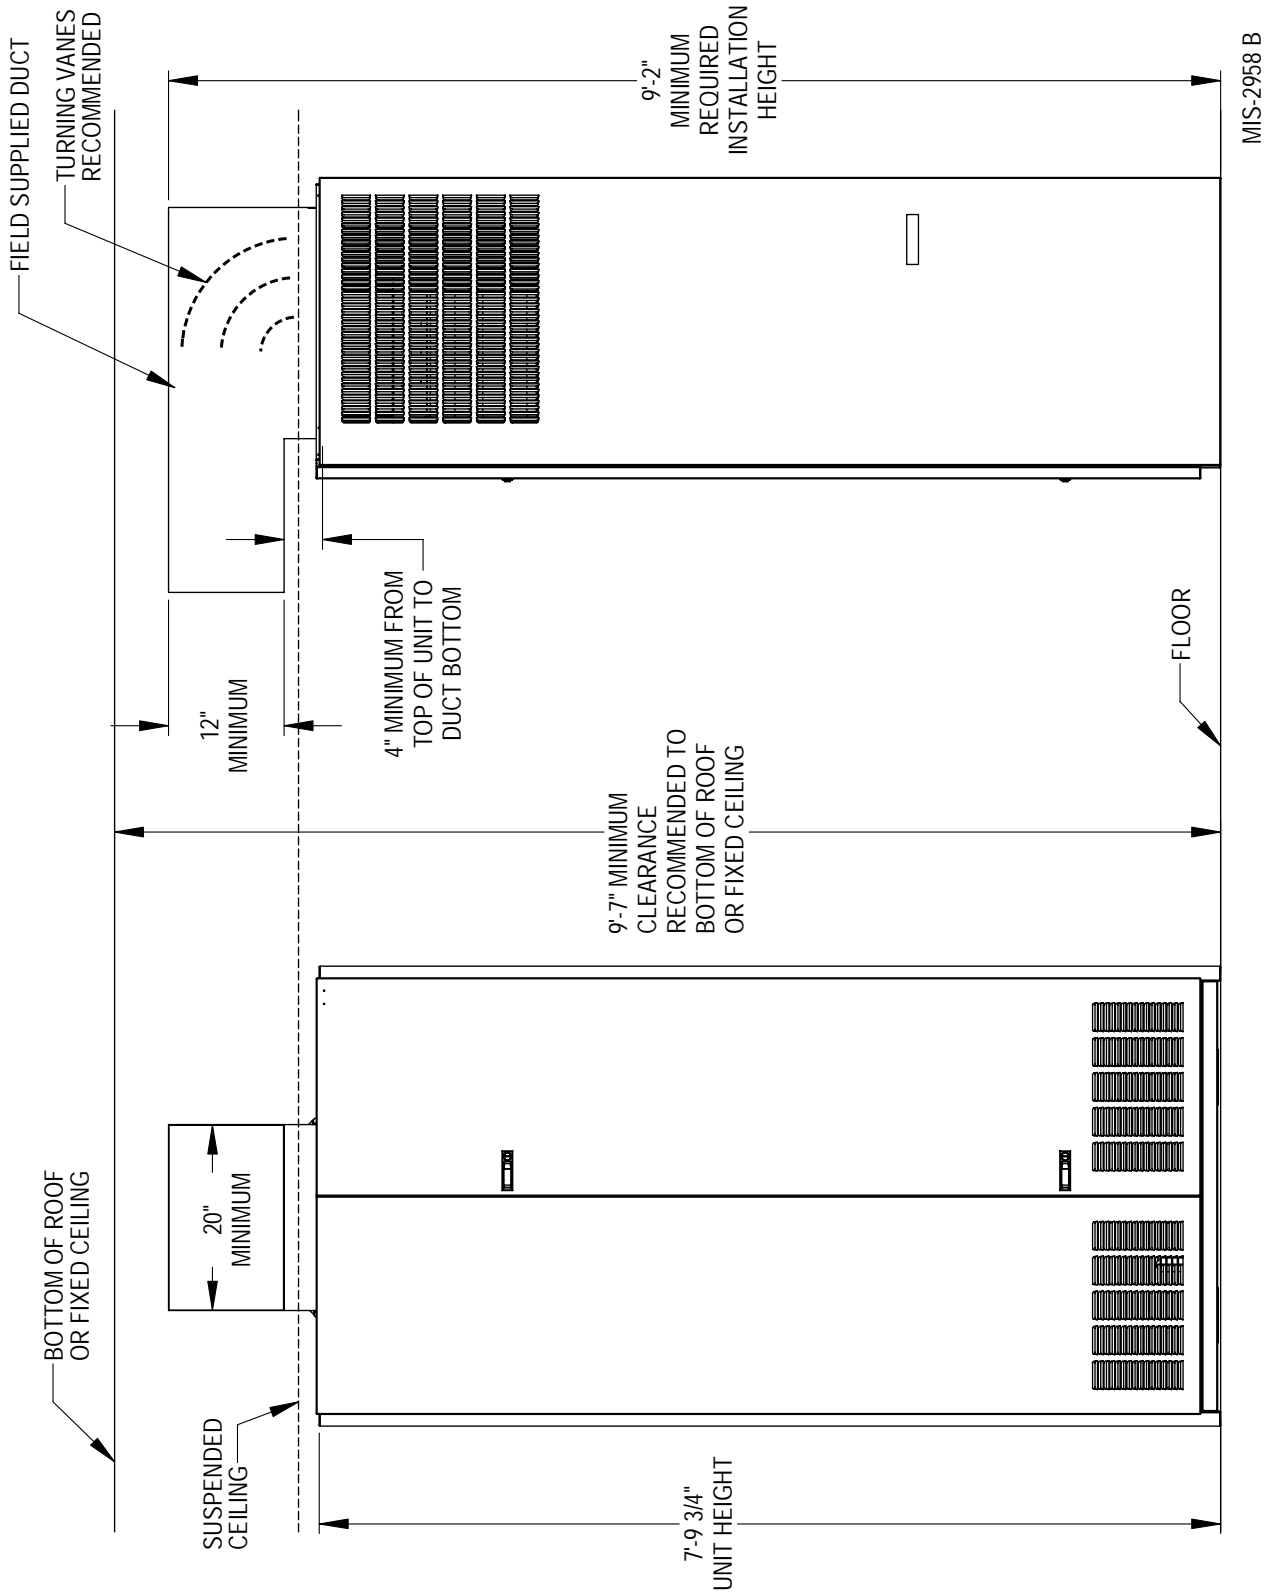 BOTTOM OF ROOF
OR FIXED CEILING
SUSPENDED
CEILING
20"
MINIMUM
7'-9 3/4"
UNIT HEIGHT
9'-7" MINIMUM
CLEARANCE
RECOMMENDED TO
BOTTOM OF ROOF
OR FIXED CEILING
12"
MINIMUM
4" MINIMUM FROM
TOP OF UNIT TO
DUCT BOTTOM
FLOOR
FIELD SUPPLIED DUCT
TURNING VANES
RECOMMENDED
9'-2"
MINIMUM
REQUIRED
INSTALLATION
HEIGHT
MIS-2958 B